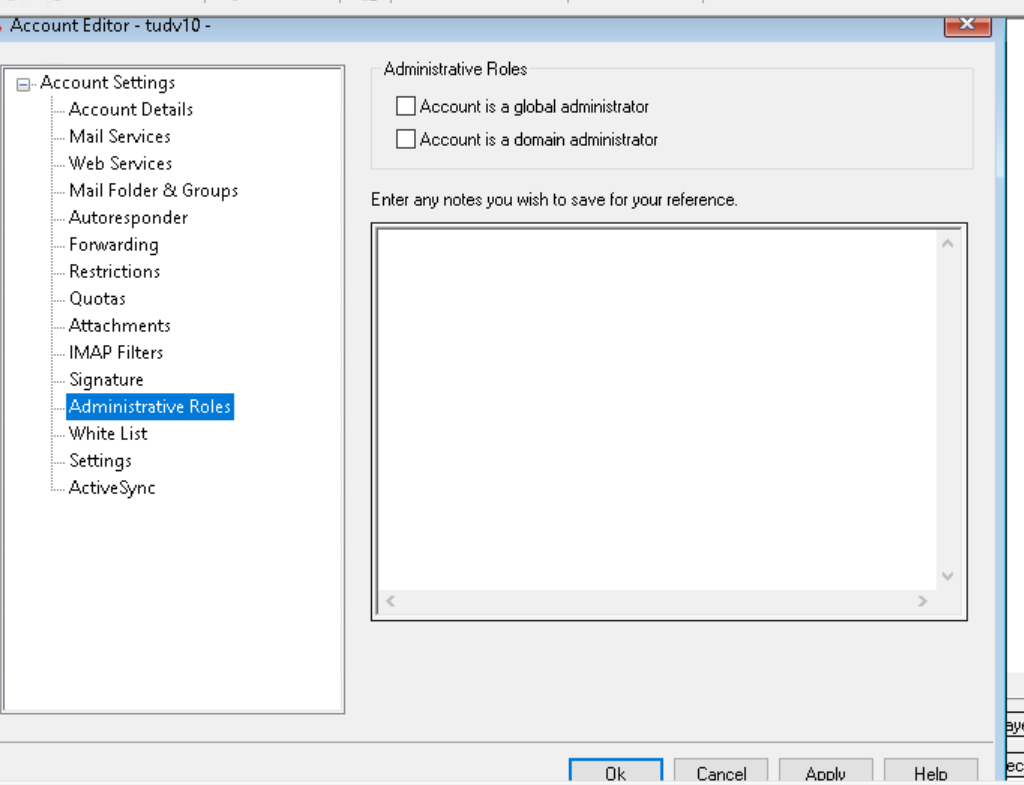 Account Editor - tudv10 -
Account Settings
Account Details
Mail Services
Web Services
Mail Folder & Groups
Autoresponder
Forwarding
Restrictions
Quotas
Attachments
IMAP Filters
Signature
Administrative Roles
White List
Settings
ActiveSync
Administrative Roles
Account is a global administrator
Account is a domain administrator
Enter any notes you wish to save for your reference.
Ok
Cancel
Apply
Help